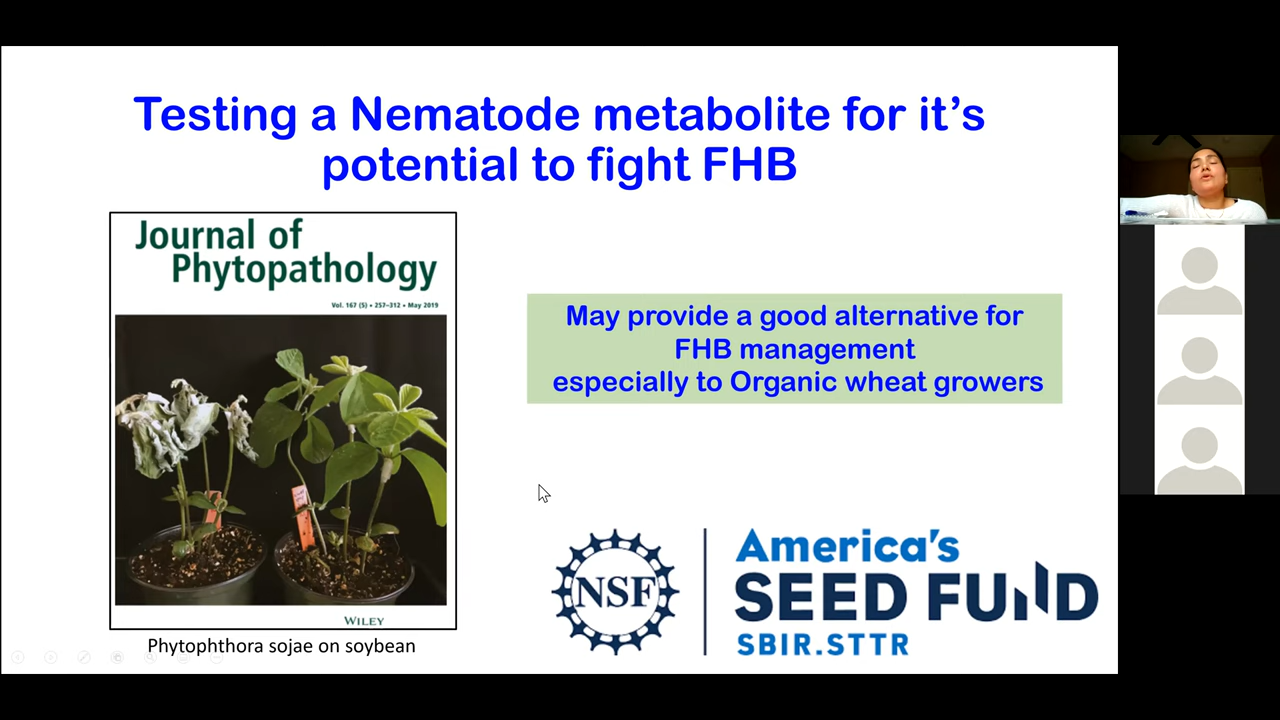 Testing a Nematode metabolite for it's
potential to fight FHB
Journal of
Phytopathology
Vol. 167 (5) • 257–312 • May 2019
WILEY
Phytophthora sojae on soybean
May provide a good alternative for
FHB management
especially to Organic wheat growers
NSF
America's
SEED FUND
SBIR.STTR